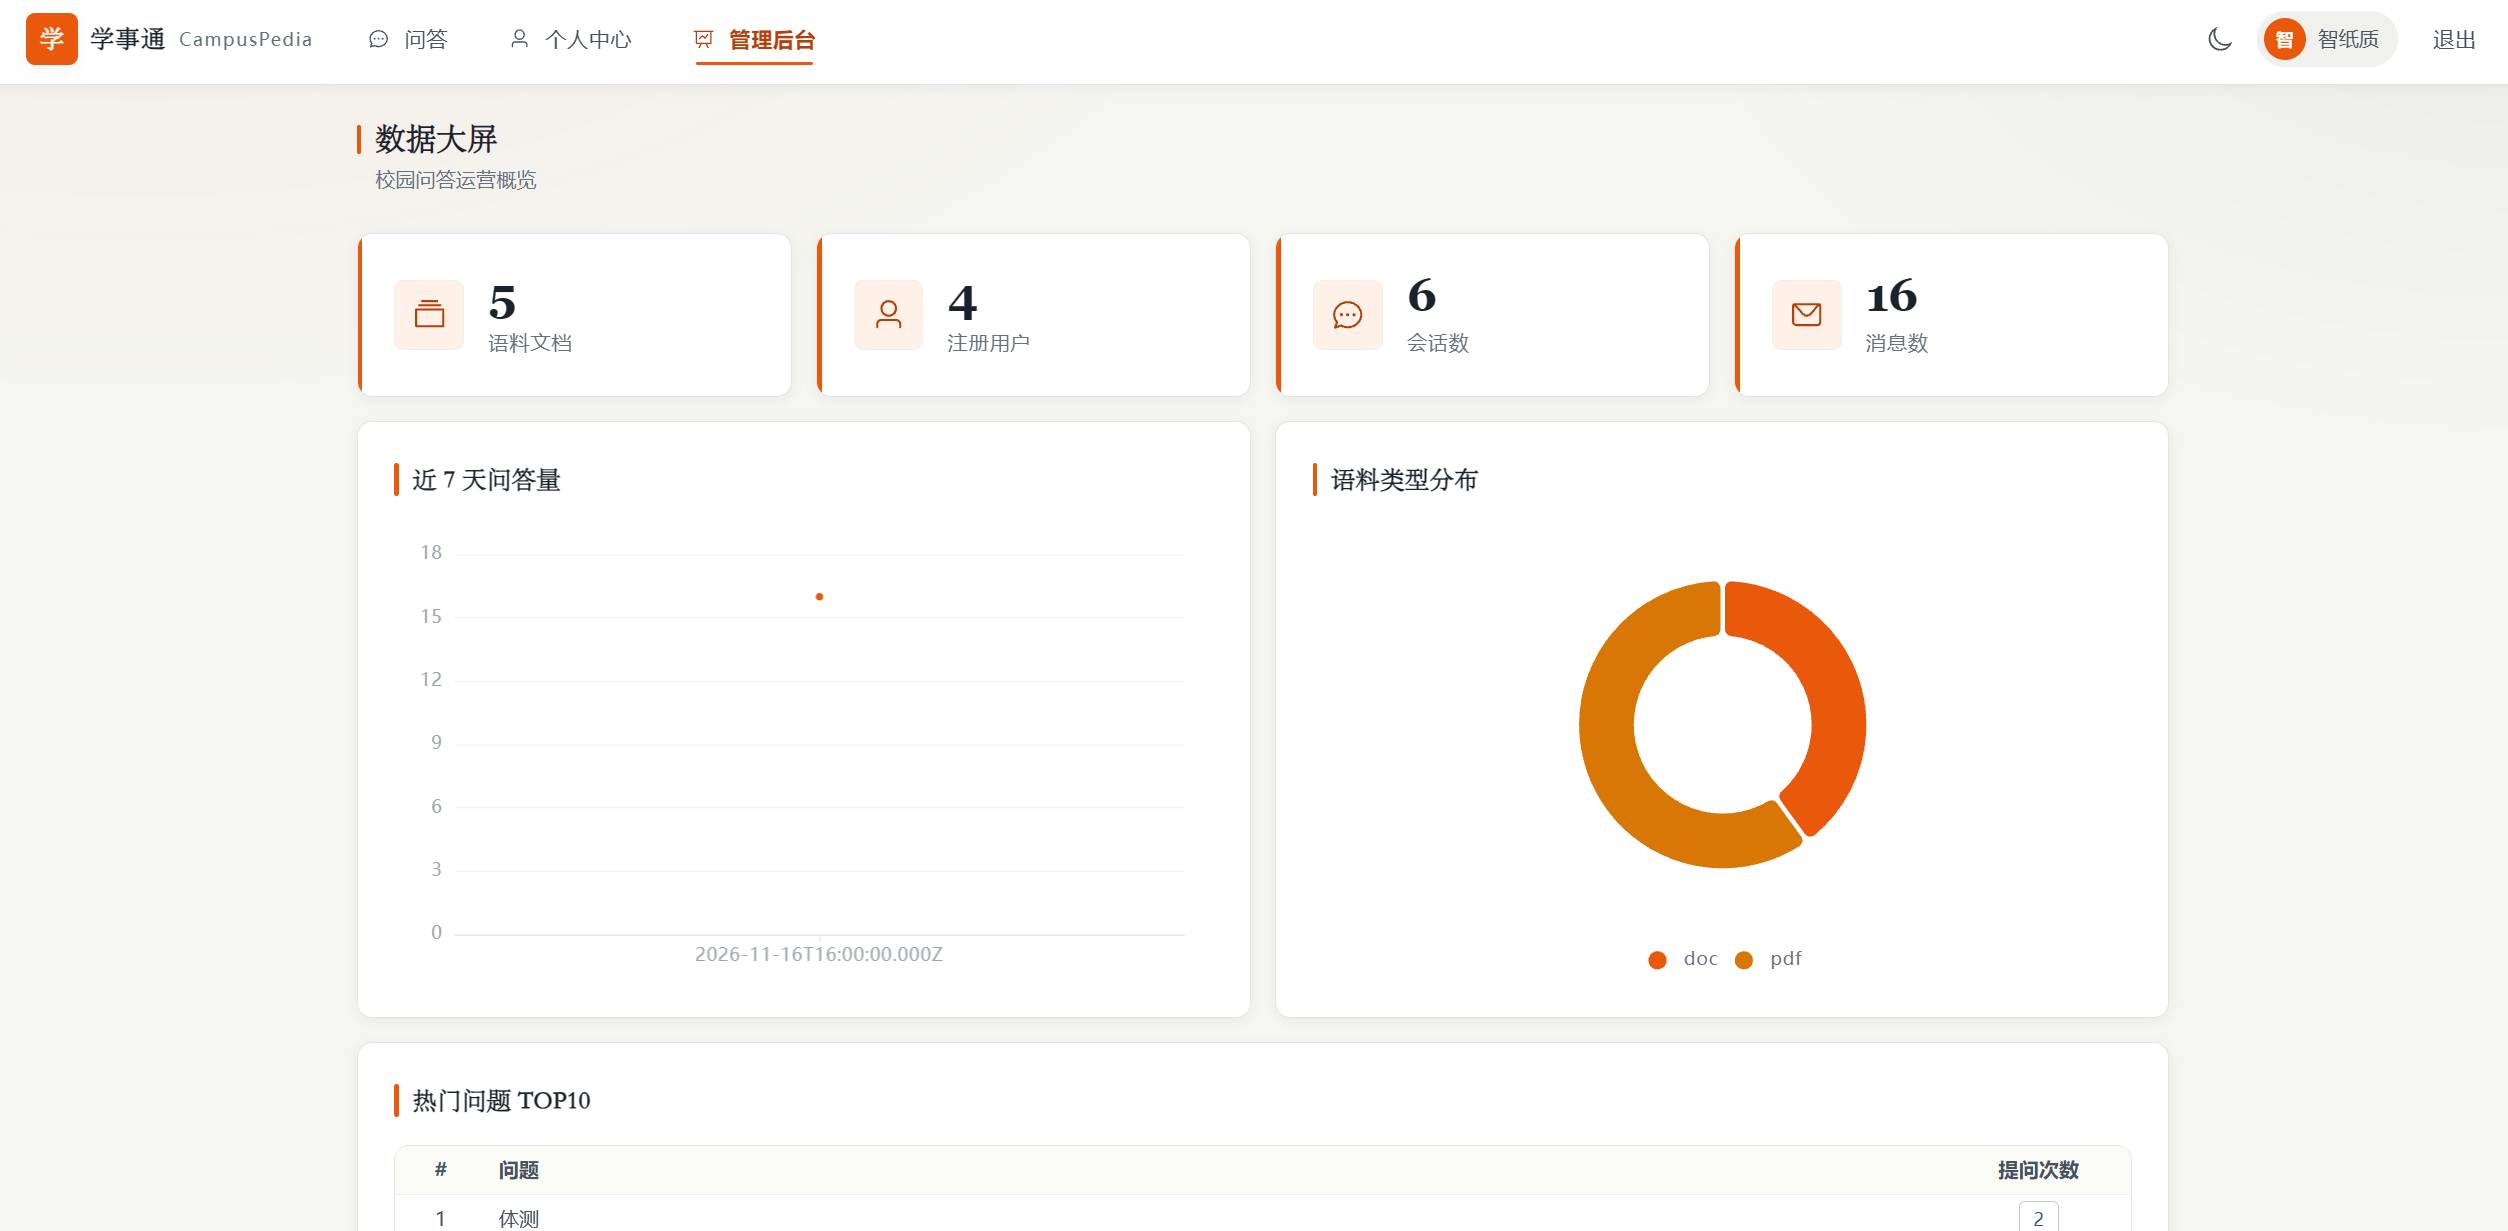 学 学事通 CampusPedia 问答 个人中心 管理后台 智 智纸质 退出
数据大屏
校园问答运营概览
5
语料文档
4
注册用户
6
会话数
16
消息数
近 7 天问答量
18
15
12
9
6
3
0
2026-11-16T16:00:00.000Z
语料类型分布
doc pdf
热门问题 TOP10
# 问题 提问次数
1 体测 2